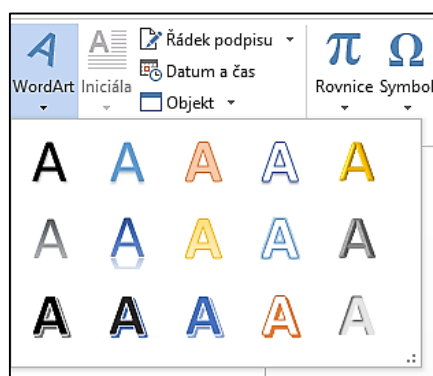 WordArt
Iniciála
Řádek podpisu
Datum a čas
Objekt
π
Rovnice
Ω
Symbol
A A A A A
A A A A A
A A A A A